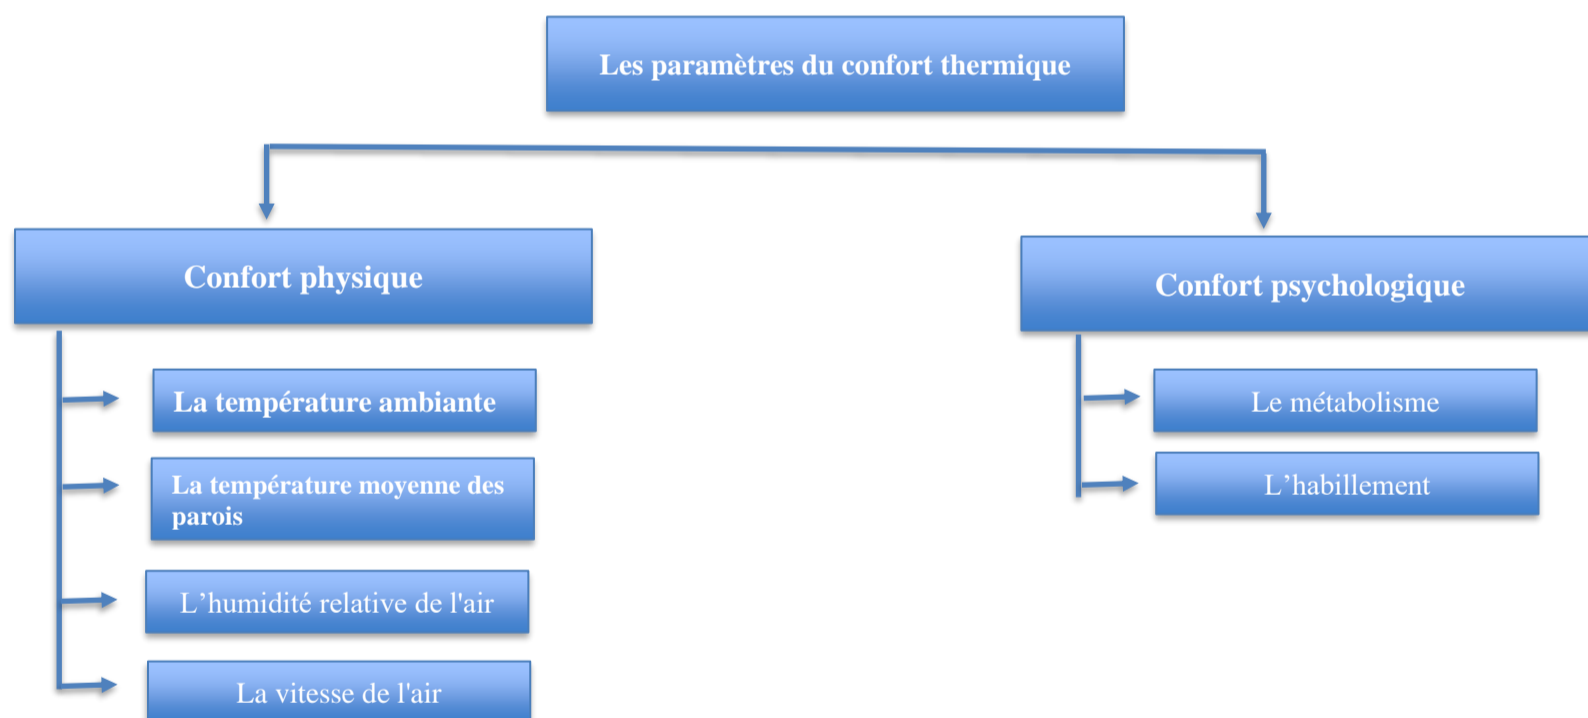 Les paramètres du confort thermique
Confort physique
La température ambiante
La température moyenne des
parois
L’humidité relative de l'air
La vitesse de l'air
Confort psychologique
Le métabolisme
L’habillement